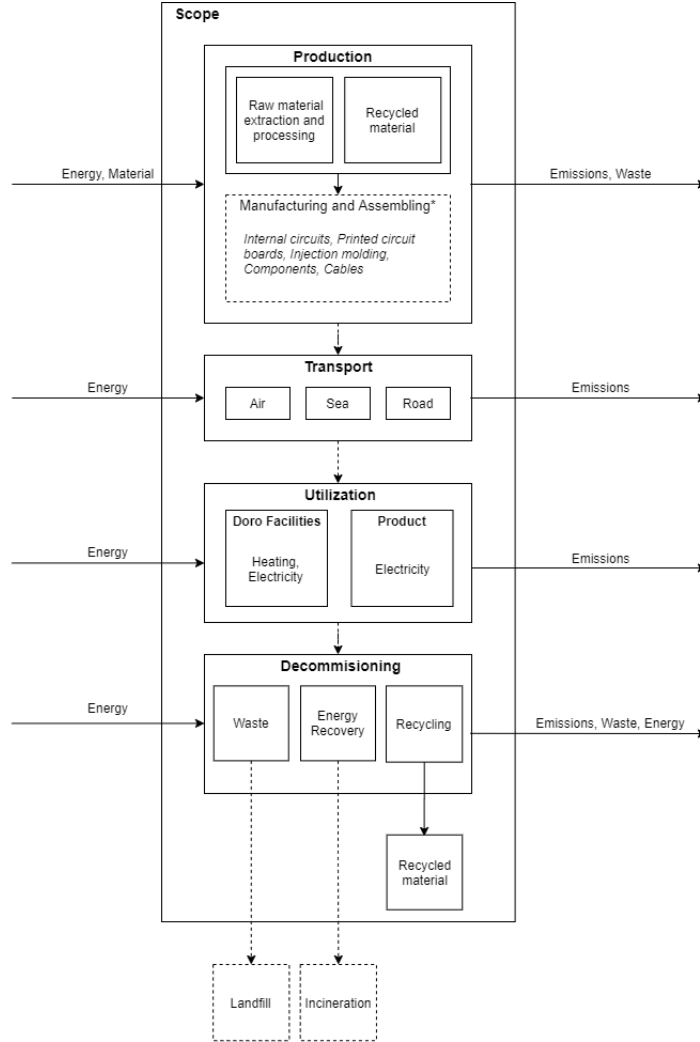 Scope
Production
Raw material
extraction and
processing
Recycled
material
Energy, Material
Emissions, Waste
Manufacturing and Assembling*
Internal circuits, Printed circuit
boards, Injection molding,
Components, Cables
Transport
Energy
Air
Sea
Road
Emissions
Utilization
Doro Facilities
Product
Energy
Heating,
Electricity
Electricity
Emissions
Decommisioning
Energy
Waste
Energy
Recovery
Recycling
Emissions, Waste, Energy
Recycled
material
Landfill
Incineration